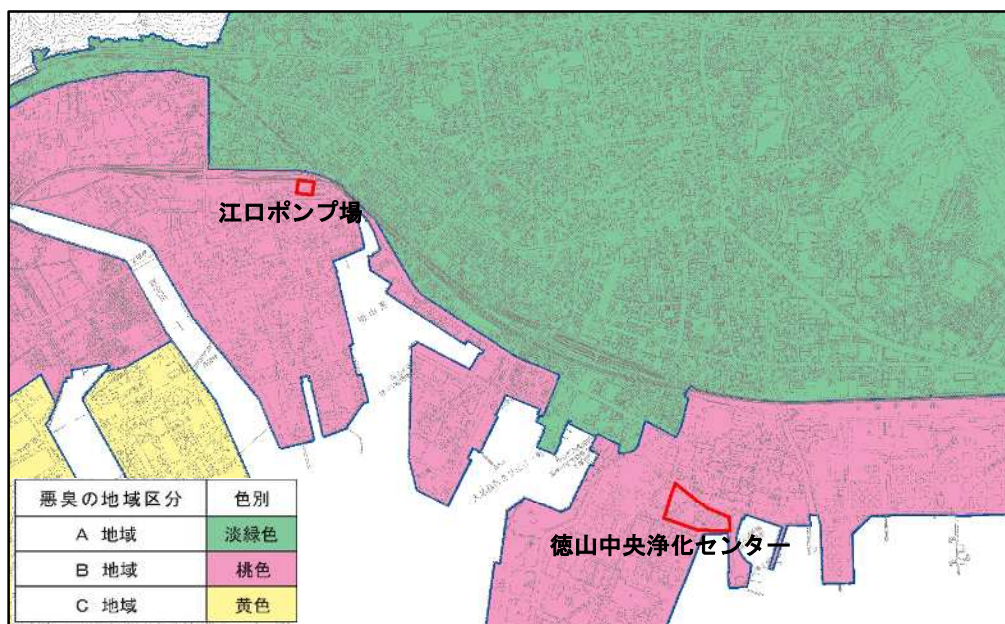 江口ポンプ場
徳山中央浄化センター
悪臭の地域区分 色別
A 地域 淡緑色
B 地域 桃色
C 地域 黄色